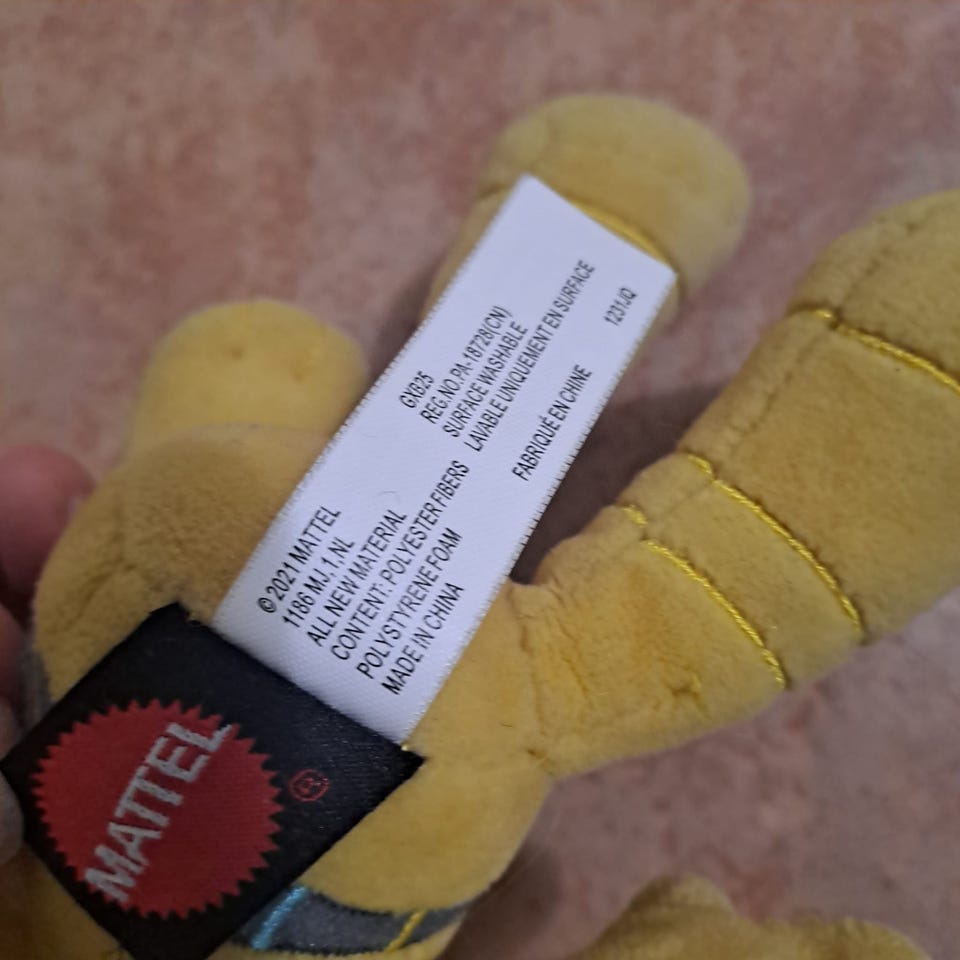 © 2021 MATTEL
1186 MJ, 1 NL
ALL NEW MATERIAL
CONTENT: POLYESTER FIBERS
POLYSTYRENE FOAM
MADE IN CHINA
GXB25
REG.NO.PA-18728(CN)
SURFACE WASHABLE
LAVABLE UNIQUEMENT EN SURFACE
FABRIQUÉ EN CHINE
1231JQ
MATTEL
®